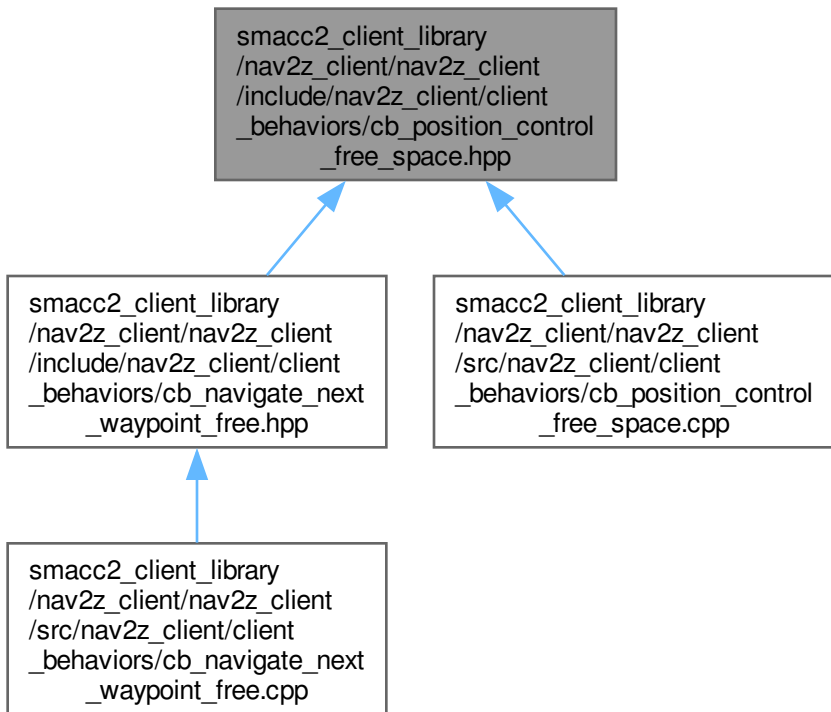 smacc2_client_library
/nav2z_client/nav2z_client
/include/nav2z_client/client
_behaviors/cb_position_control
_free_space.hpp
smacc2_client_library
/nav2z_client/nav2z_client
/include/nav2z_client/client
_behaviors/cb_navigate_next
_waypoint_free.hpp
smacc2_client_library
/nav2z_client/nav2z_client
/src/nav2z_client/client
_behaviors/cb_position_control
_free_space.cpp
smacc2_client_library
/nav2z_client/nav2z_client
/src/nav2z_client/client
_behaviors/cb_navigate_next
_waypoint_free.cpp